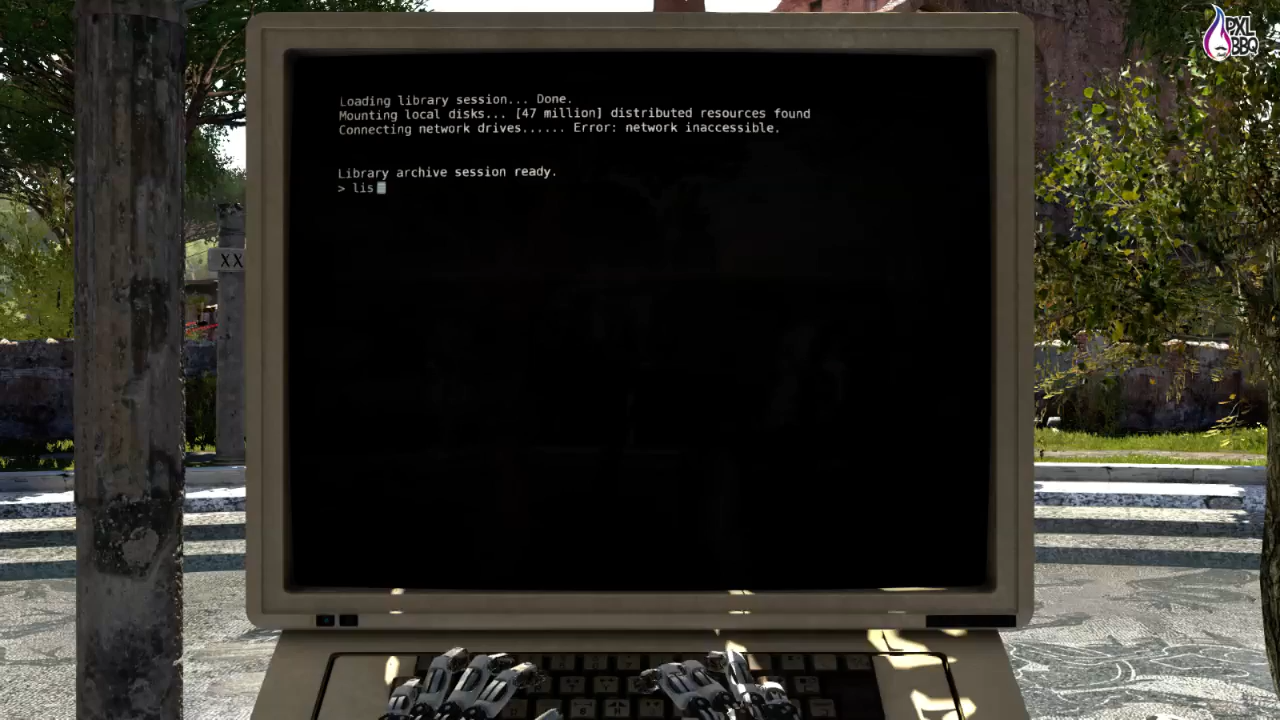 PXL
BBQ
Loading library session... Done.
Mounting local disks... [47 million] distributed resources found
Connecting network drives...... Error: network inaccessible.
Library archive session ready.
> lis
XX